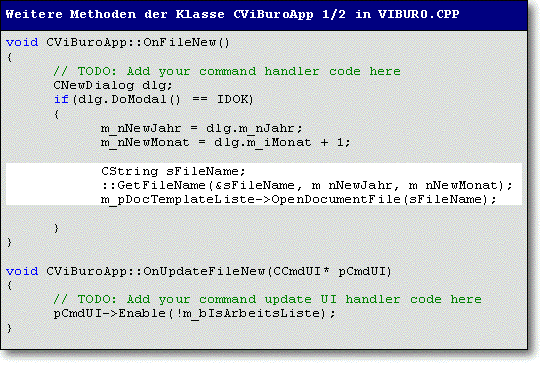 Weitere Methoden der Klasse CViBuroApp 1/2 in VIBURO.CPP
void CViBuroApp::OnFileNew()
{
// TODO: Add your command handler code here
CNewDialog dlg;
if(dlg.DoModal() == IDOK)
{
m_nNewJahr = dlg.m_nJahr;
m_nNewMonat = dlg.m_iMonat + 1;
CString sFileName;
::GetFileName(&sFileName, m nNewJahr, m nNewMonat);
m_pDocTemplateListe->OpenDocumentFile(sFileName);
}
}
void CViBuroApp::OnUpdateFileNew(CCmdUI* pCmdUI)
{
// TODO: Add your command update UI handler code here
pCmdUI->Enable(!m_bIsArbeitsListe);
}